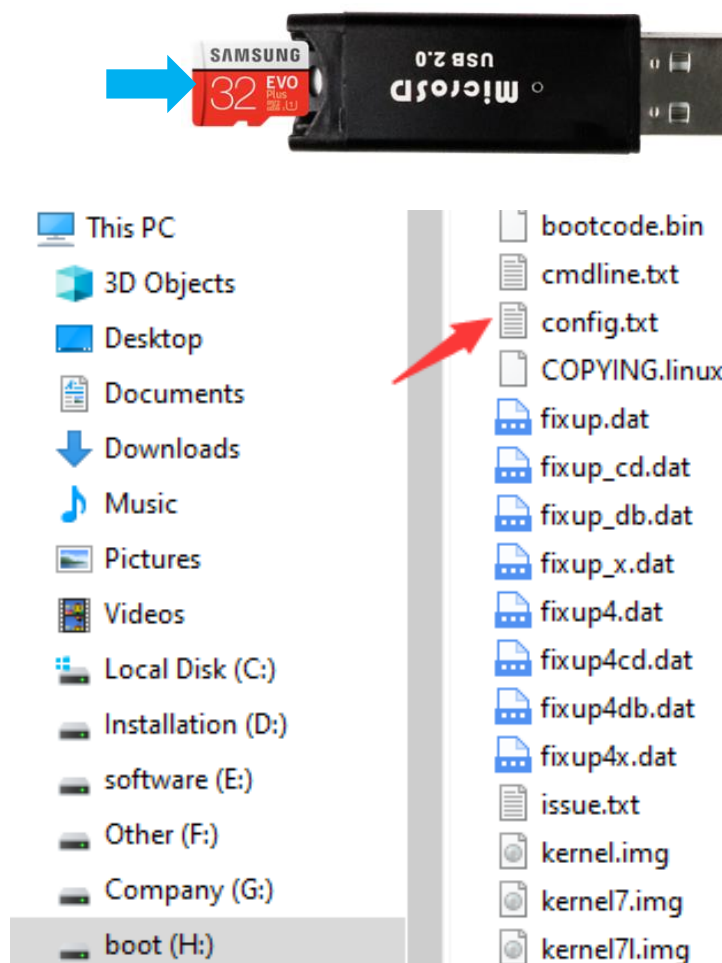 SAMSUNG
32 EVO
Plus
USB 2.0
MicroSD
This PC
3D Objects
Desktop
Documents
Downloads
Music
Pictures
Videos
Local Disk (C:)
Installation (D:)
software (E:)
Other (F:)
Company (G:)
boot (H:)
bootcode.bin
cmdline.txt
config.txt
COPYING.linux
fixup.dat
fixup_cd.dat
fixup_db.dat
fixup_x.dat
fixup4.dat
fixup4cd.dat
fixup4db.dat
fixup4x.dat
issue.txt
kernel.img
kernel7.img
kernel7l.img